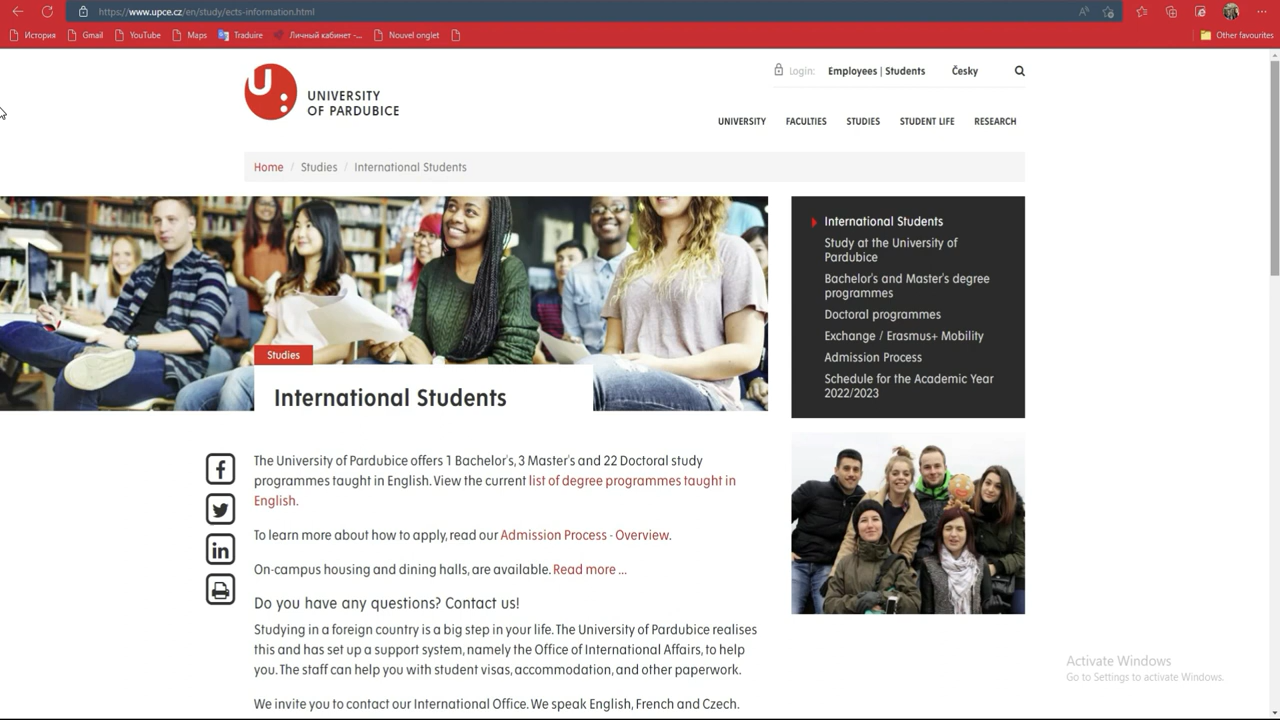 https://www.upce.cz/en/study/ects-information.html
История Gmail YouTube Maps Traduire Личный кабинет -... Nouvel onglet Other favourites
Login: Employees | Students Česky
UNIVERSITY
OF PARDUBICE
UNIVERSITY FACULTIES STUDIES STUDENT LIFE RESEARCH
Home / Studies / International Students
Studies
International Students
International Students
Study at the University of
Pardubice
Bachelor's and Master's degree
programmes
Doctoral programmes
Exchange / Erasmus+ Mobility
Admission Process
Schedule for the Academic Year
2022/2023
The University of Pardubice offers 1 Bachelor's, 3 Master's and 22 Doctoral study
programmes taught in English. View the current list of degree programmes taught in
English.
To learn more about how to apply, read our Admission Process - Overview.
On-campus housing and dining halls, are available. Read more ...
Do you have any questions? Contact us!
Studying in a foreign country is a big step in your life. The University of Pardubice realises
this and has set up a support system, namely the Office of International Affairs, to help
you. The staff can help you with student visas, accommodation, and other paperwork.
We invite you to contact our International Office. We speak English, French and Czech.
Activate Windows
Go to Settings to activate Windows.